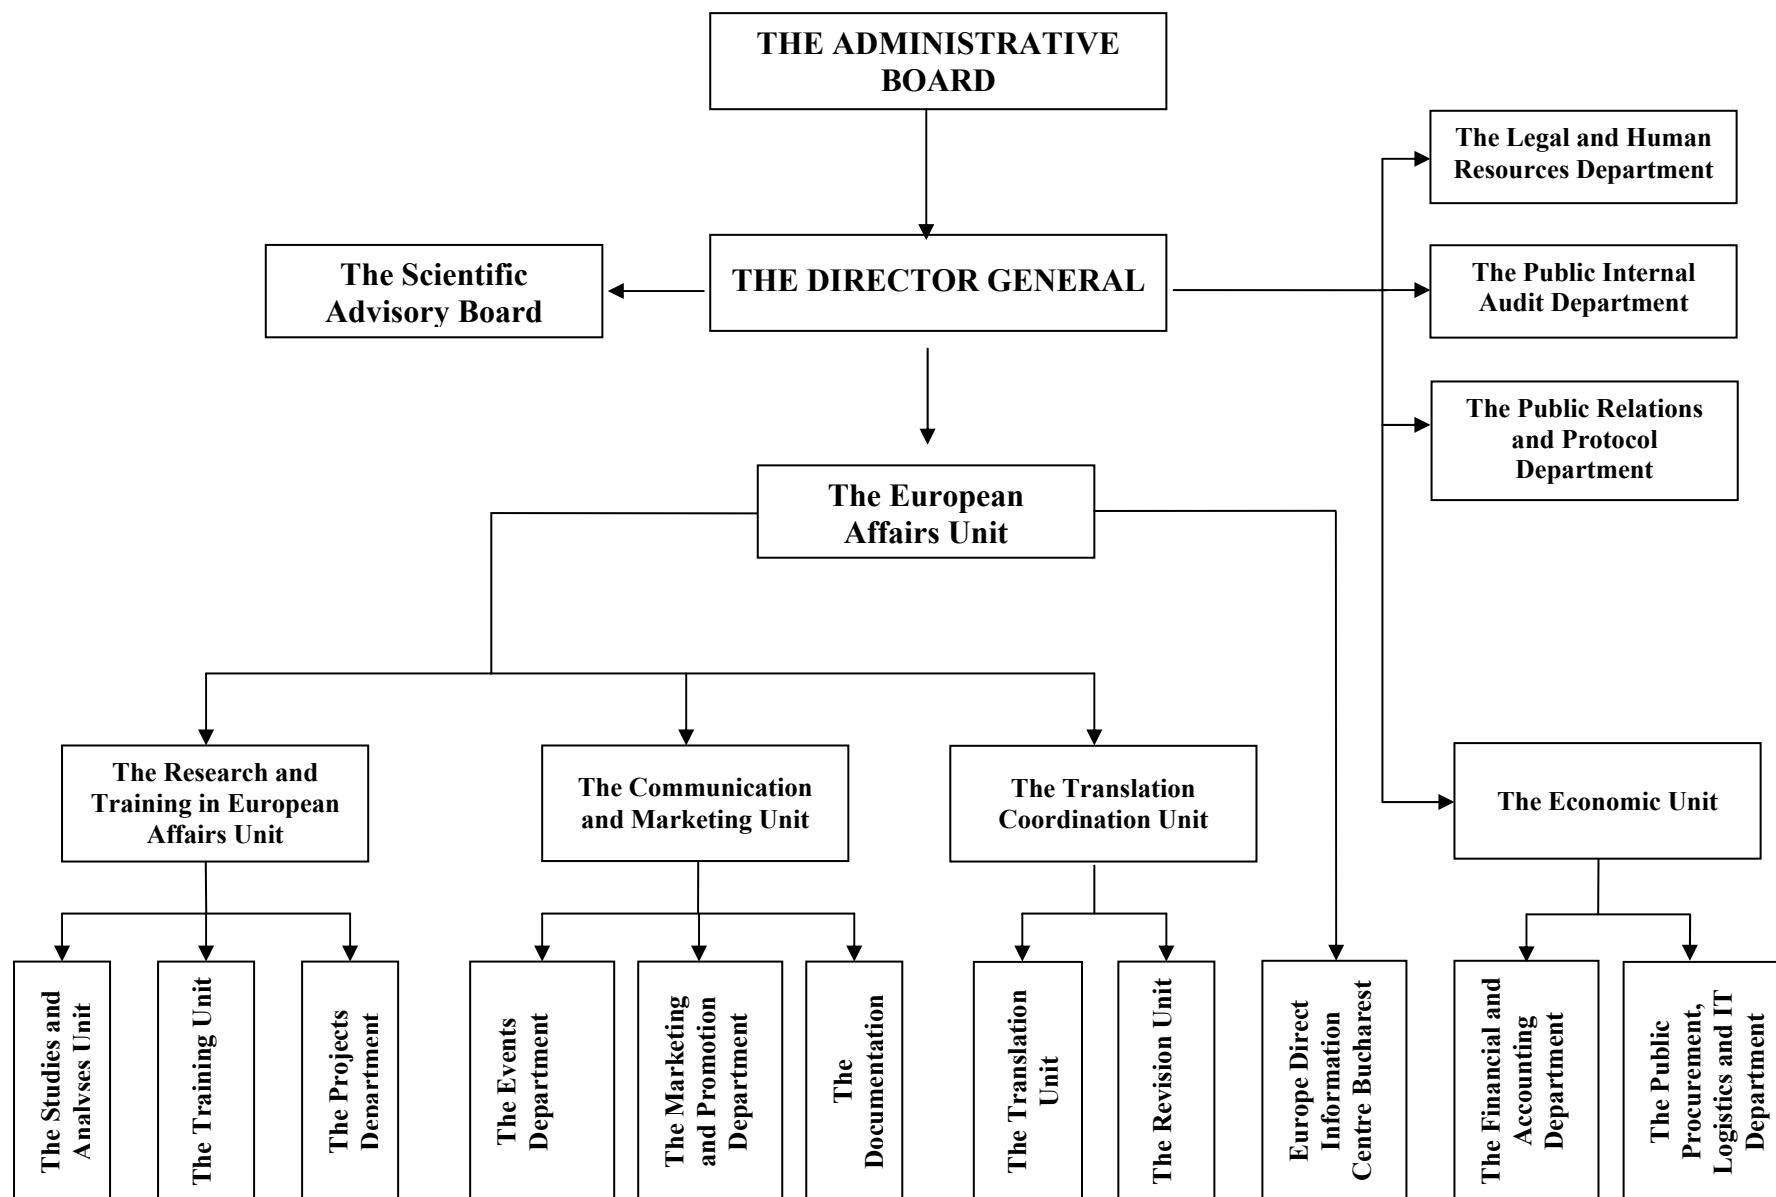 THE ADMINISTRATIVE
BOARD
The Legal and Human
Resources Department
The Scientific
Advisory Board
THE DIRECTOR GENERAL
The Public Internal
Audit Department
The Public Relations
and Protocol
Department
The European
Affairs Unit
The Research and
Training in European
Affairs Unit
The Communication
and Marketing Unit
The Translation
Coordination Unit
The Economic Unit
The Studies and
Analyses Unit
The Training Unit
The Projects
Department
The Events
Department
The Marketing
and Promotion
Department
The
Documentation
The Translation
Unit
The Revision Unit
Europe Direct
Information
Centre Bucharest
The Financial and
Accounting
Department
The Public
Procurement,
Logistics and IT
Department